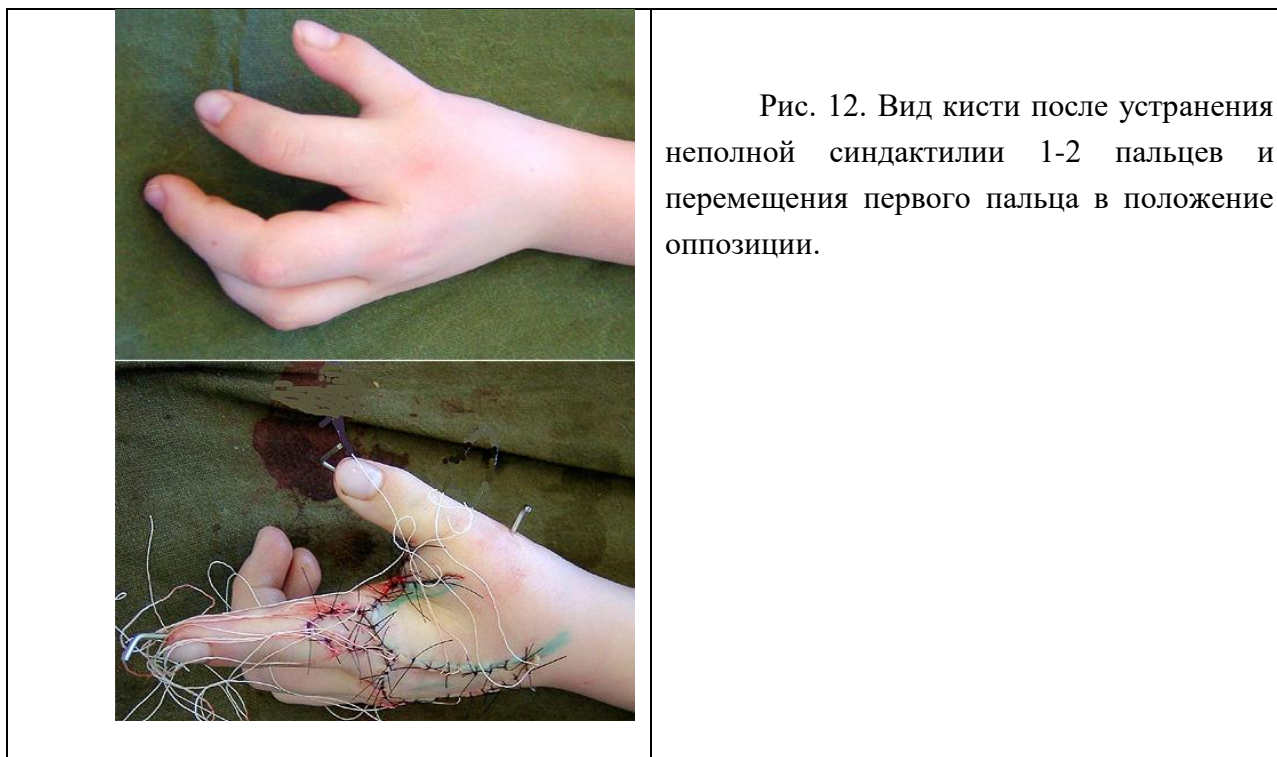 Рис. 12. Вид кисти после устранения
неполной синдактилии 1-2 пальцев и
перемещения первого пальца в положение
оппозиции.